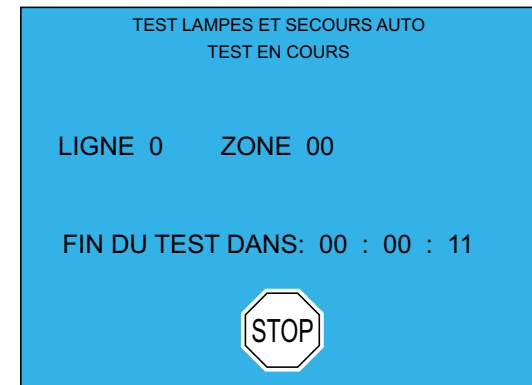 TEST LAMPES ET SECOURS AUTO
TEST EN COURS
LIGNE 0 ZONE 00
FIN DU TEST DANS: 00 : 00 : 11
STOP